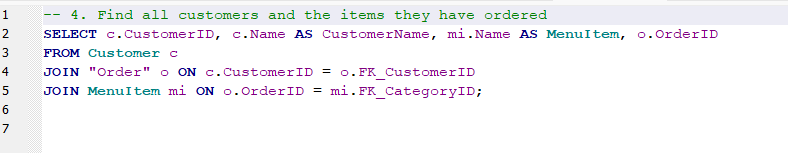 1 -- 4. Find all customers and the items they have ordered
2 SELECT c.CustomerID, c.Name AS CustomerName, mi.Name AS MenuItem, o.OrderID
3 FROM Customer c
4 JOIN "Order" o ON c.CustomerID = o.FK_CustomerID
5 JOIN MenuItem mi ON o.OrderID = mi.FK_CategoryID;
6
7